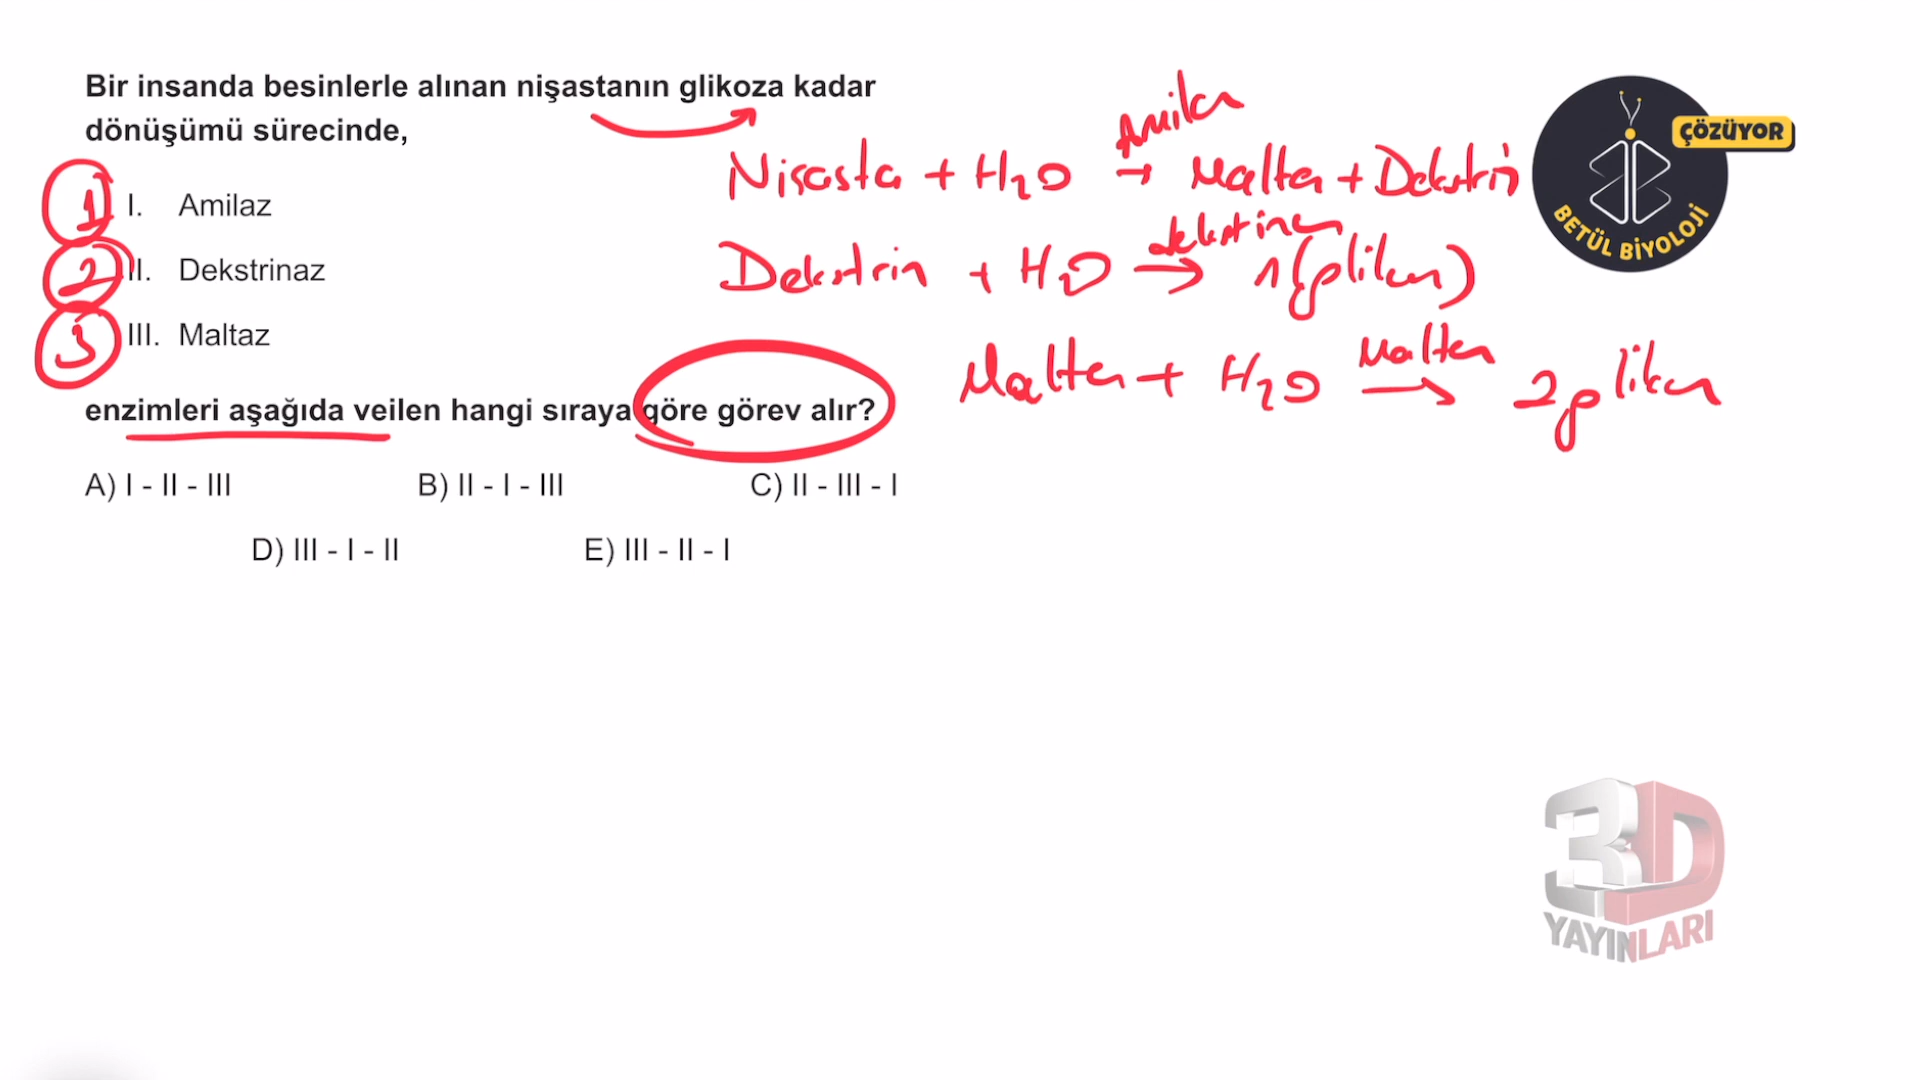 Bir insanda besinlerle alınan nişastanın glikoza kadar
dönüşümü sürecinde,
1 I. Amilaz
2 II. Dekstrinaz
3 III. Maltaz
enzimleri aşağıda veilen hangi sıraya göre görev alır?
A) I - II - III B) II - I - III C) II - III - I
D) III - I - II E) III - II - I
Amilaz
Nişasta + H2O → Maltoz + Dekstrin
dekstrinaz
Dekstrin + H2O → n(glikoz)
Maltaz
Maltoz + H2O → 2 glikoz
ÇÖZÜYOR
BETÜL BİYOLOJİ
3D
YAYINLARI